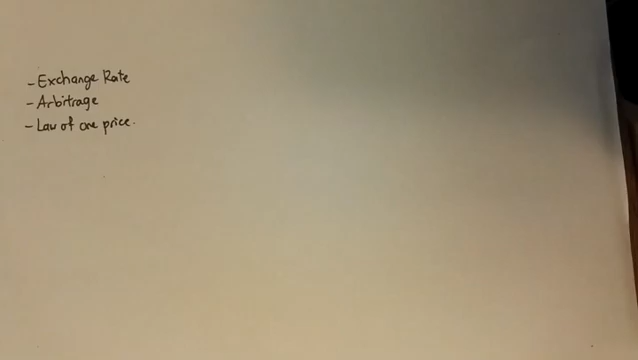 - Exchange Rate
- Arbitrage
- Law of one price.